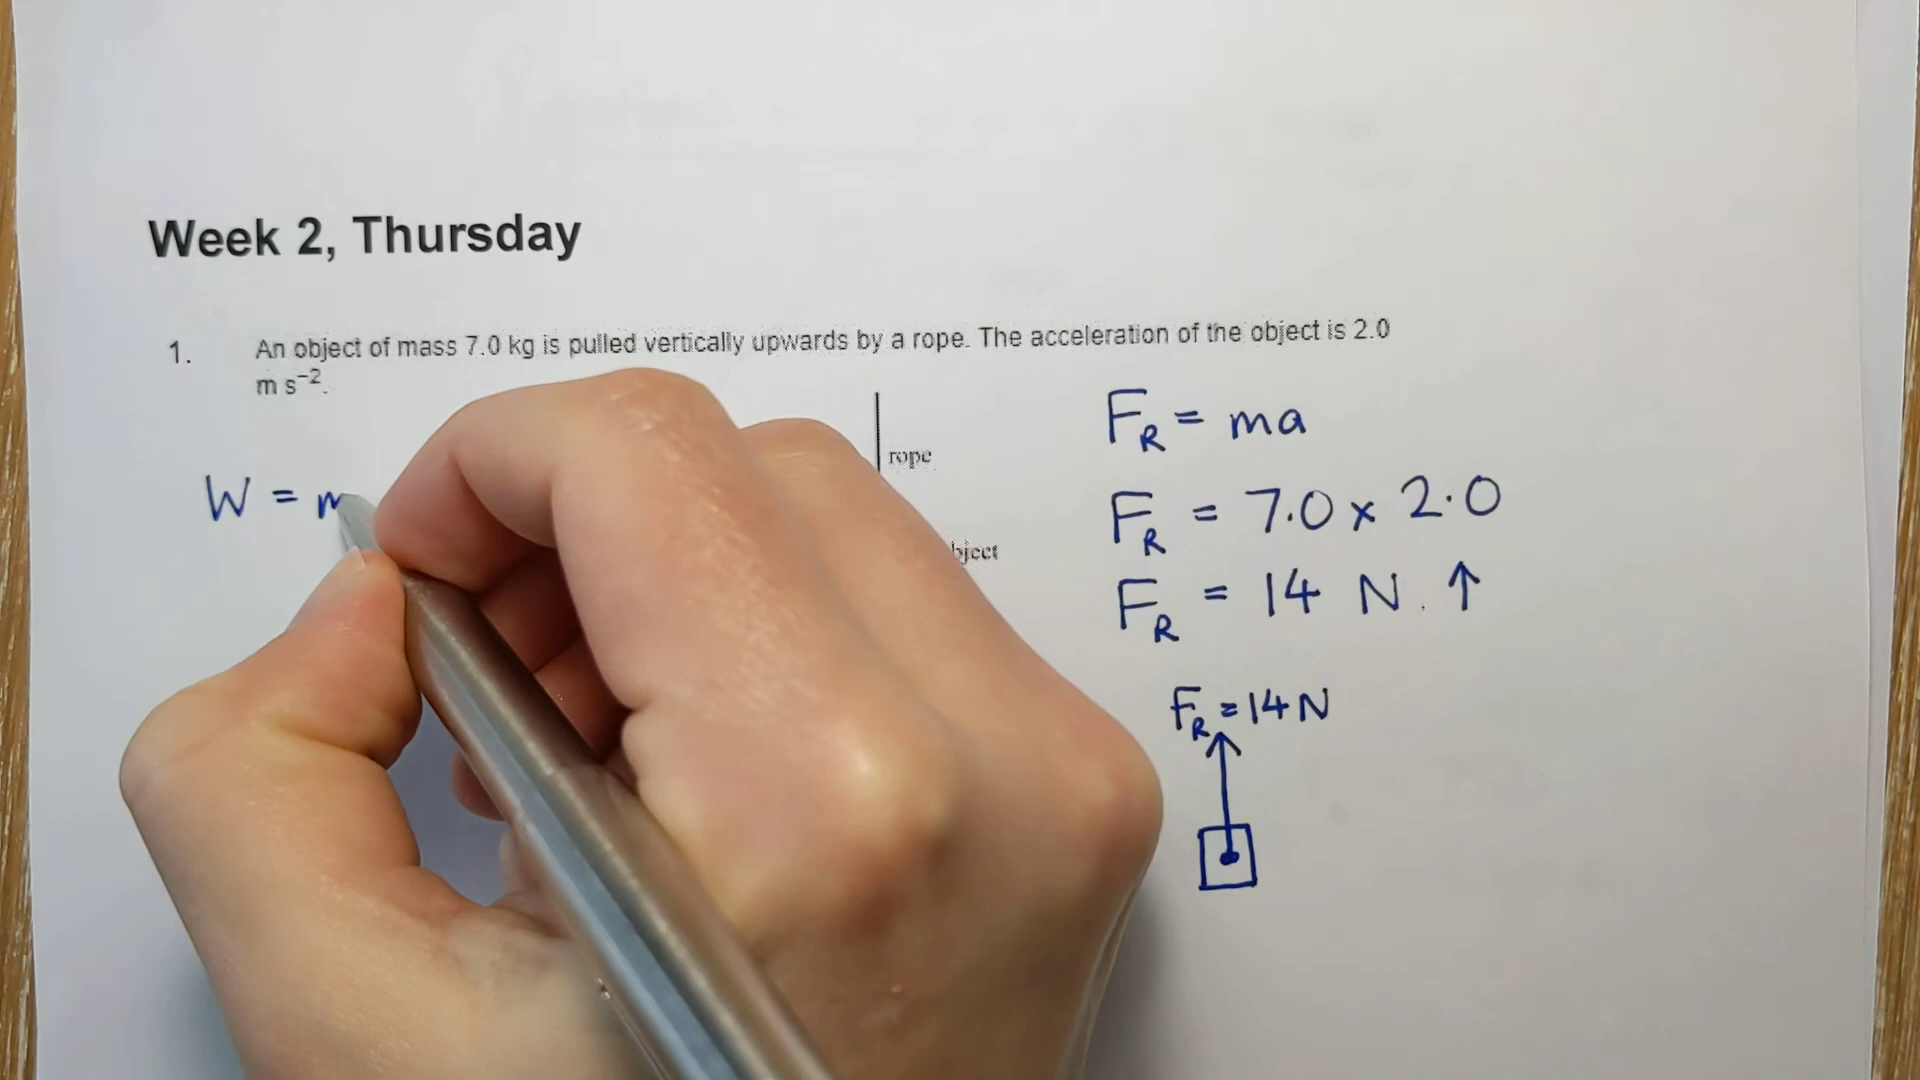 Week 2, Thursday
1. An object of mass 7.0 kg is pulled vertically upwards by a rope. The acceleration of the object is 2.0
m s⁻².
rope
W = m
F_R = ma
F_R = 7.0 x 2.0
F_R = 14 N. ↑
F_R = 14 N